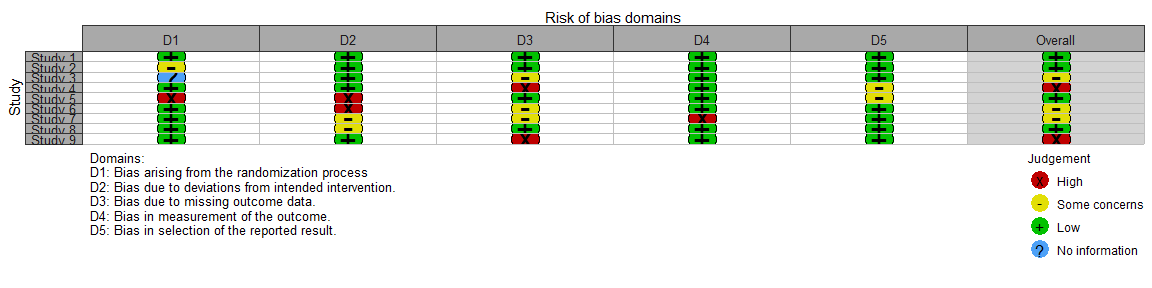 Risk of bias domains
D1 D2 D3 D4 D5 Overall
Study
Study 1 + + + + + +
Study 2 - + + + + +
Study 3 ? + - + + -
Study 4 + + x + - x
Study 5 x x + + - +
Study 6 + x - + + -
Study 7 + - - x + -
Study 8 + - + + + +
Study 9 + + x + + x
Domains:
D1: Bias arising from the randomization process
D2: Bias due to deviations from intended intervention.
D3: Bias due to missing outcome data.
D4: Bias in measurement of the outcome.
D5: Bias in selection of the reported result.
Judgement
x High
- Some concerns
+ Low
? No information